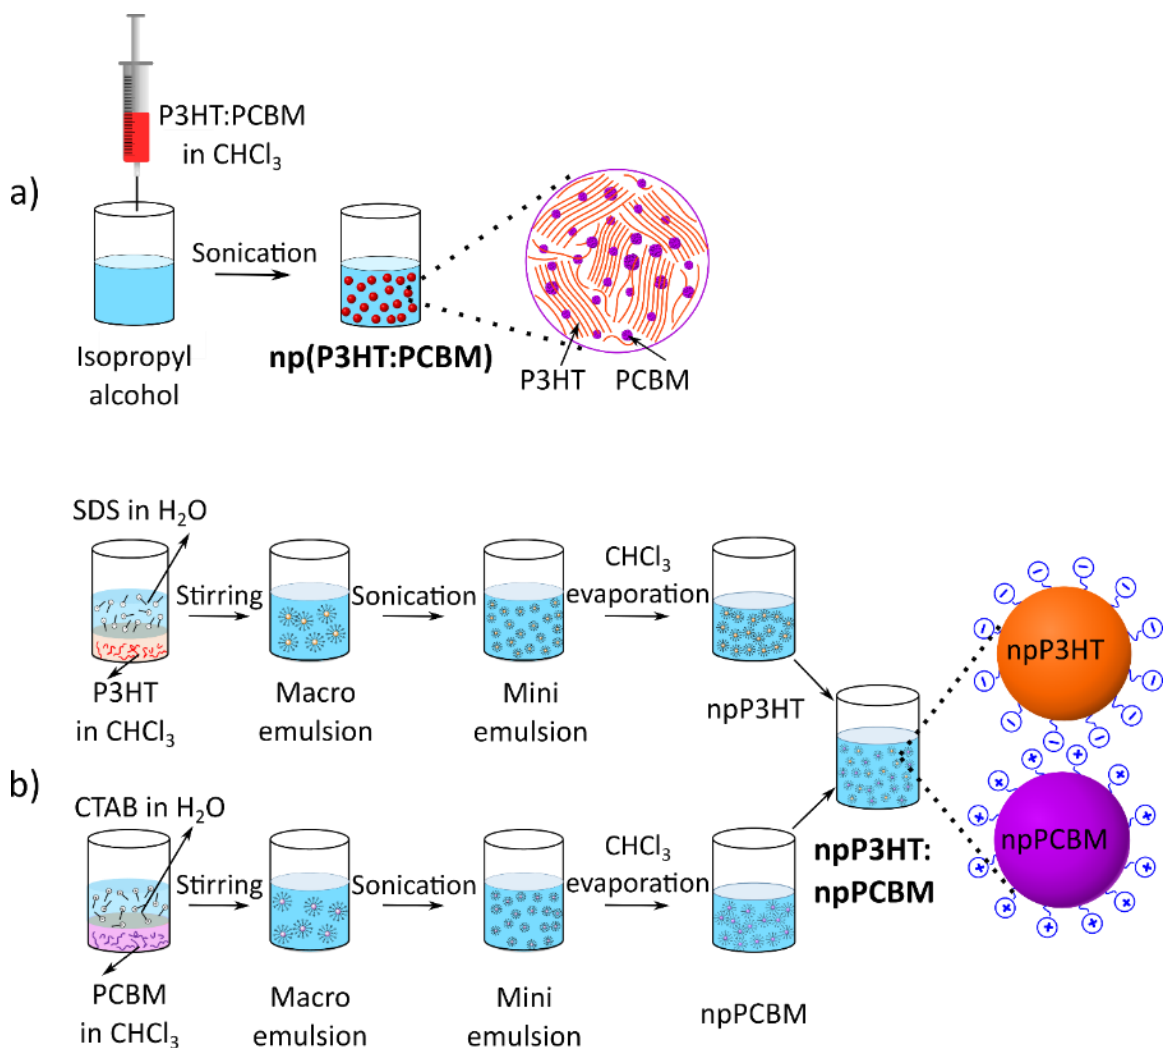 P3HT:PCBM
in CHCl₃
a)
Sonication
Isopropyl
alcohol
np(P3HT:PCBM)
P3HT
PCBM
SDS in H₂O
Stirring
Sonication
CHCl₃
evaporation
P3HT
in CHCl₃
Macro
emulsion
Mini
emulsion
npP3HT
npP3HT
b)
CTAB in H₂O
Stirring
Sonication
CHCl₃
evaporation
npP3HT:
npPCBM
npPCBM
PCBM
in CHCl₃
Macro
emulsion
Mini
emulsion
npPCBM